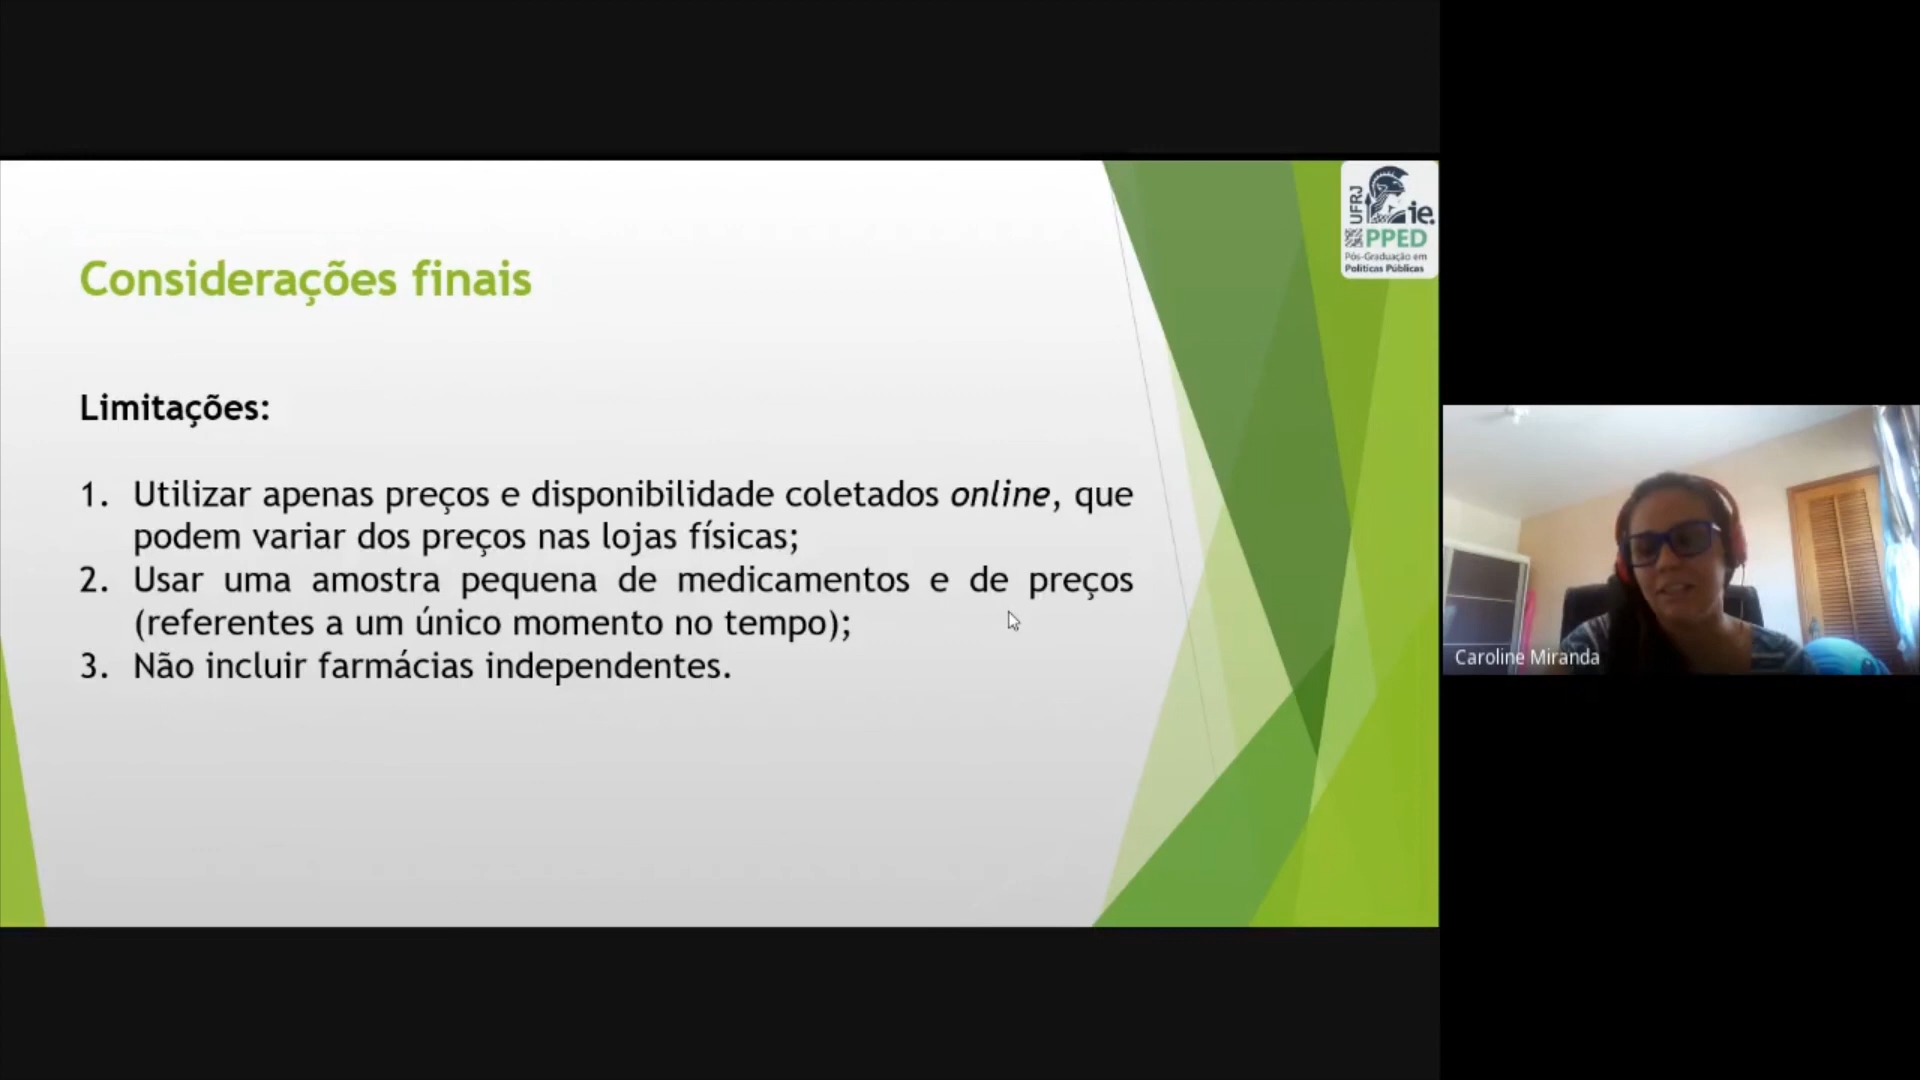 UFRJ
ie.
PPED
Pós-Graduação em
Políticas Públicas
Considerações finais
Limitações:
1. Utilizar apenas preços e disponibilidade coletados online, que
podem variar dos preços nas lojas físicas;
2. Usar uma amostra pequena de medicamentos e de preços
(referentes a um único momento no tempo);
3. Não incluir farmácias independentes.
Caroline Miranda